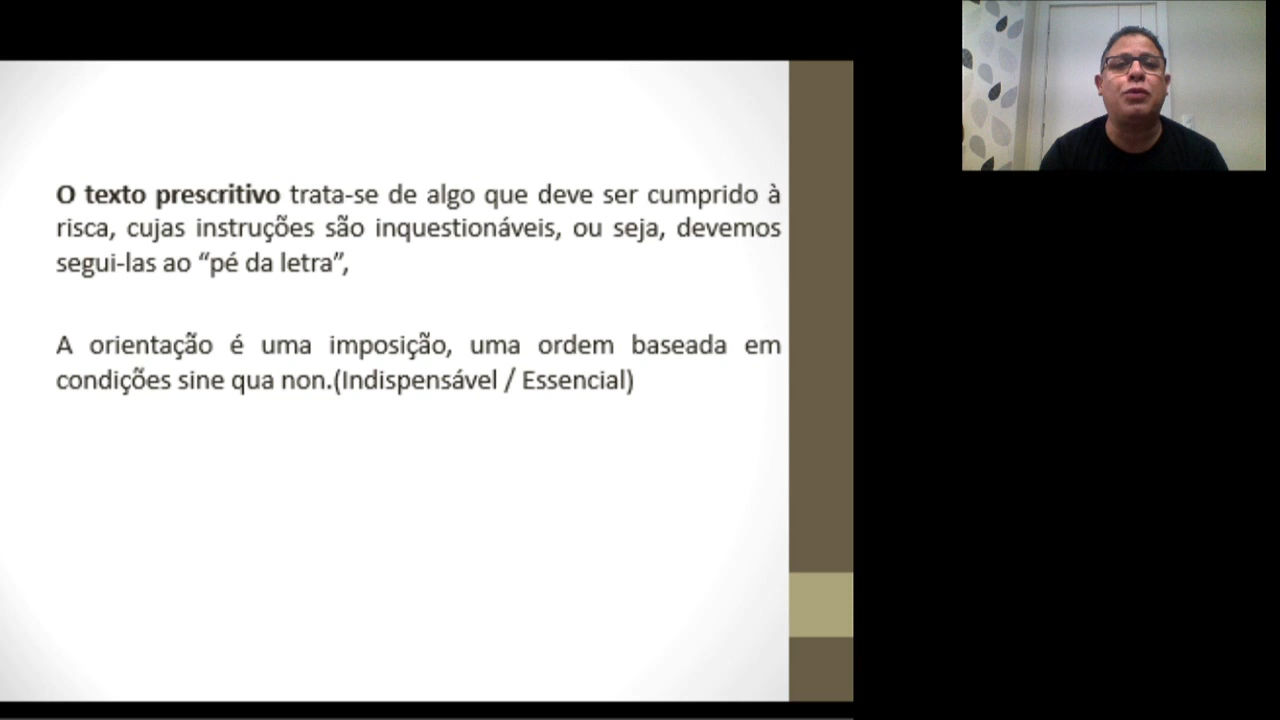 O texto prescritivo trata-se de algo que deve ser cumprido à
risca, cujas instruções são inquestionáveis, ou seja, devemos
segui-las ao “pé da letra”,
A orientação é uma imposição, uma ordem baseada em
condições sine qua non.(Indispensável / Essencial)